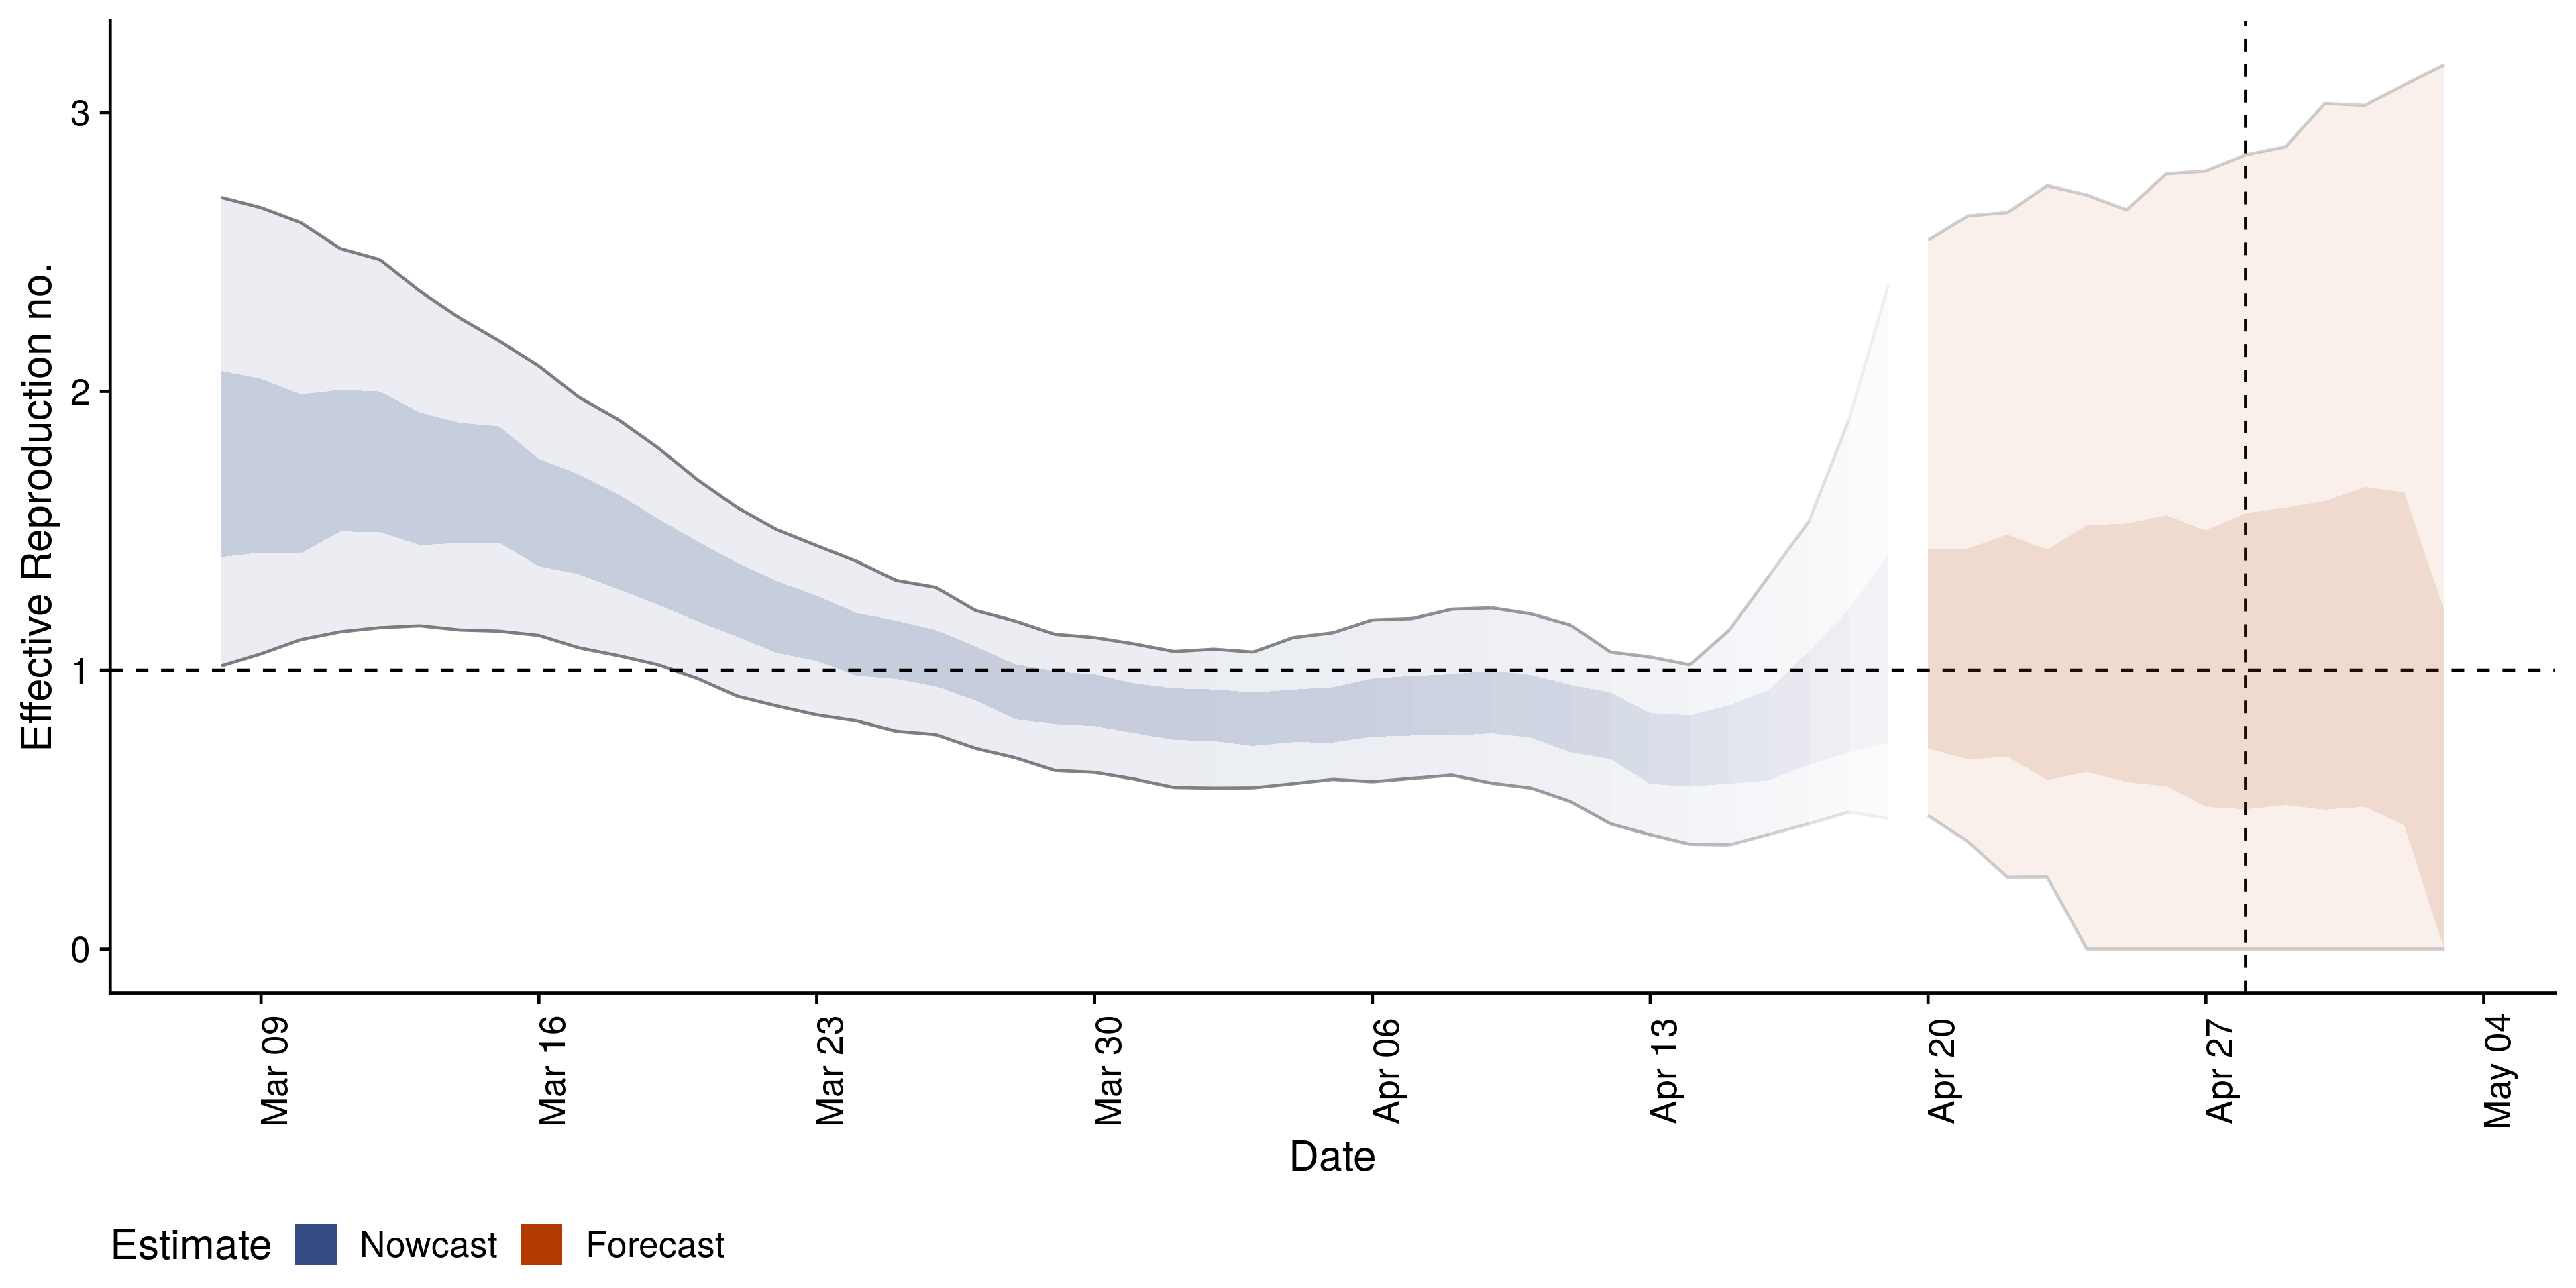 Effective Reproduction no.
3
2
1
0
Mar 09
Mar 16
Mar 23
Mar 30
Apr 06
Apr 13
Apr 20
Apr 27
May 04
Date
Estimate Nowcast Forecast